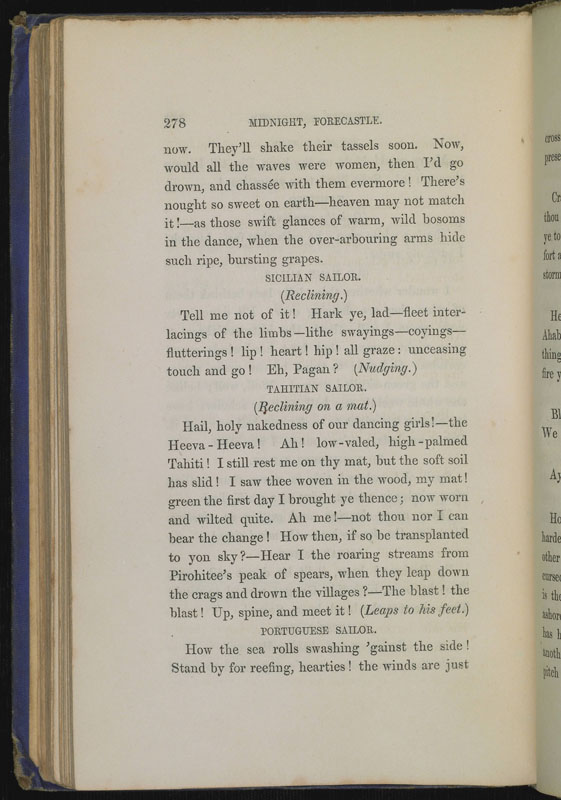 278 MIDNIGHT, FORECASTLE.
now. They'll shake their tassels soon. Now,
would all the waves were women, then I'd go
drown, and chassée with them evermore! There's
nought so sweet on earth—heaven may not match
it!—as those swift glances of warm, wild bosoms
in the dance, when the over-arbouring arms hide
such ripe, bursting grapes.
SICILIAN SAILOR.
(Reclining.)
Tell me not of it! Hark ye, lad—fleet inter-
lacings of the limbs—lithe swayings—coyings—
flutterings! lip! heart! hip! all graze: unceasing
touch and go! Eh, Pagan? (Nudging.)
TAHITIAN SAILOR.
(Reclining on a mat.)
Hail, holy nakedness of our dancing girls!—the
Heeva-Heeva! Ah! low-valed, high-palmed
Tahiti! I still rest me on thy mat, but the soft soil
has slid! I saw thee woven in the wood, my mat!
green the first day I brought ye thence; now worn
and wilted quite. Ah me!—not thou nor I can
bear the change! How then, if so be transplanted
to yon sky?—Hear I the roaring streams from
Pirohitee's peak of spears, when they leap down
the crags and drown the villages?—The blast! the
blast! Up, spine, and meet it! (Leaps to his feet.)
PORTUGUESE SAILOR.
How the sea rolls swashing 'gainst the side!
Stand by for reefing, hearties! the winds are just
cross
prese
Cr
thou
ye to
fort a
storm
He
Ahab
thing
fire y
Bl
We
Ay
Ho
harde
other
curse
is the
ashor
has h
anoth
pitch